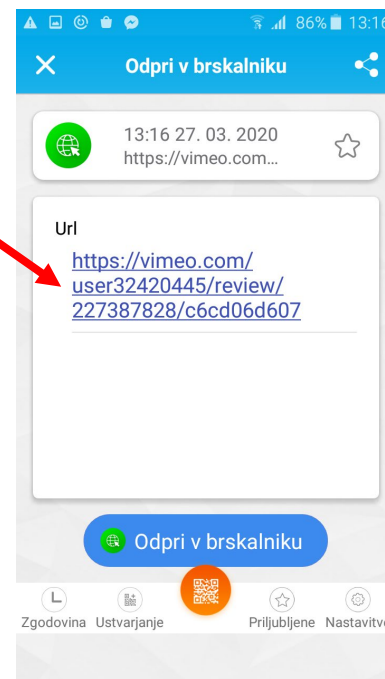 86% 13:16
Odpri v brskalniku
13:16 27. 03. 2020
https://vimeo.com...
Url
https://vimeo.com/
user32420445/review/
227387828/c6cd06d607
Odpri v brskalniku
Zgodovina Ustvarjanje Priljubljene Nastavitve